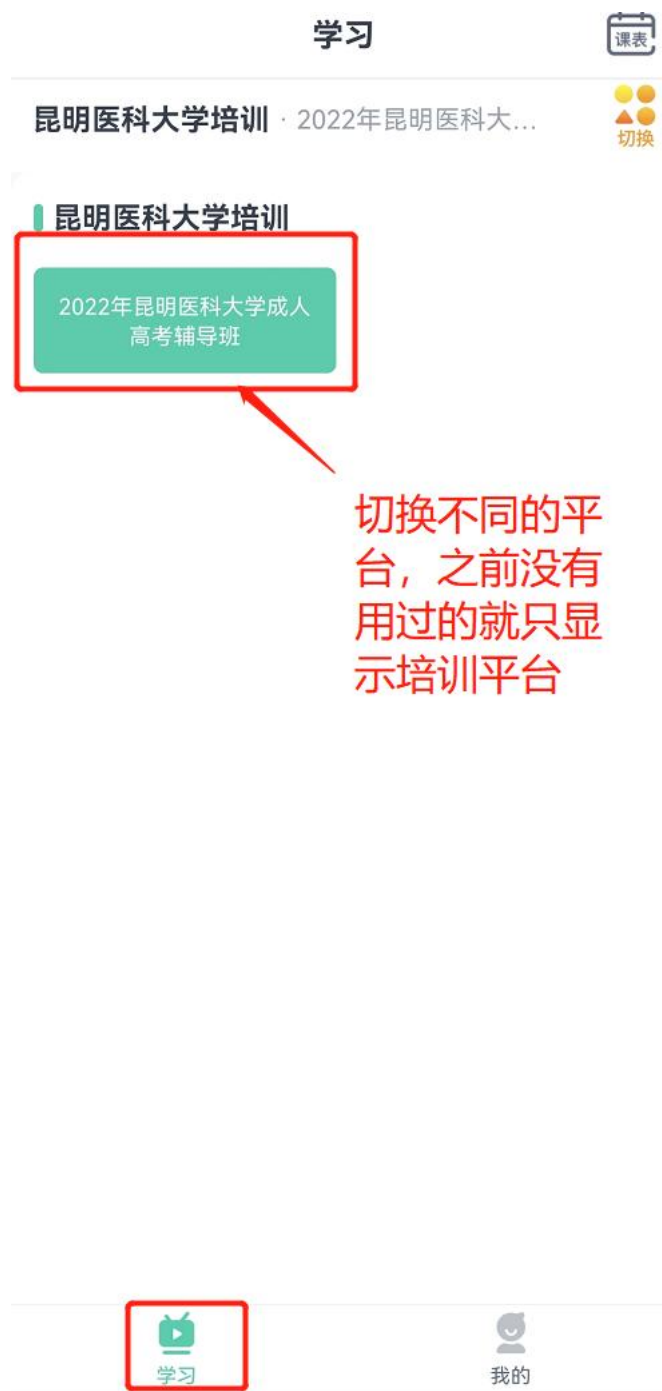 学习
课表
昆明医科大学培训 · 2022年昆明医科大...
切换
昆明医科大学培训
2022年昆明医科大学成人
高考辅导班
切换不同的平
台，之前没有
用过的就只显
示培训平台
学习
我的